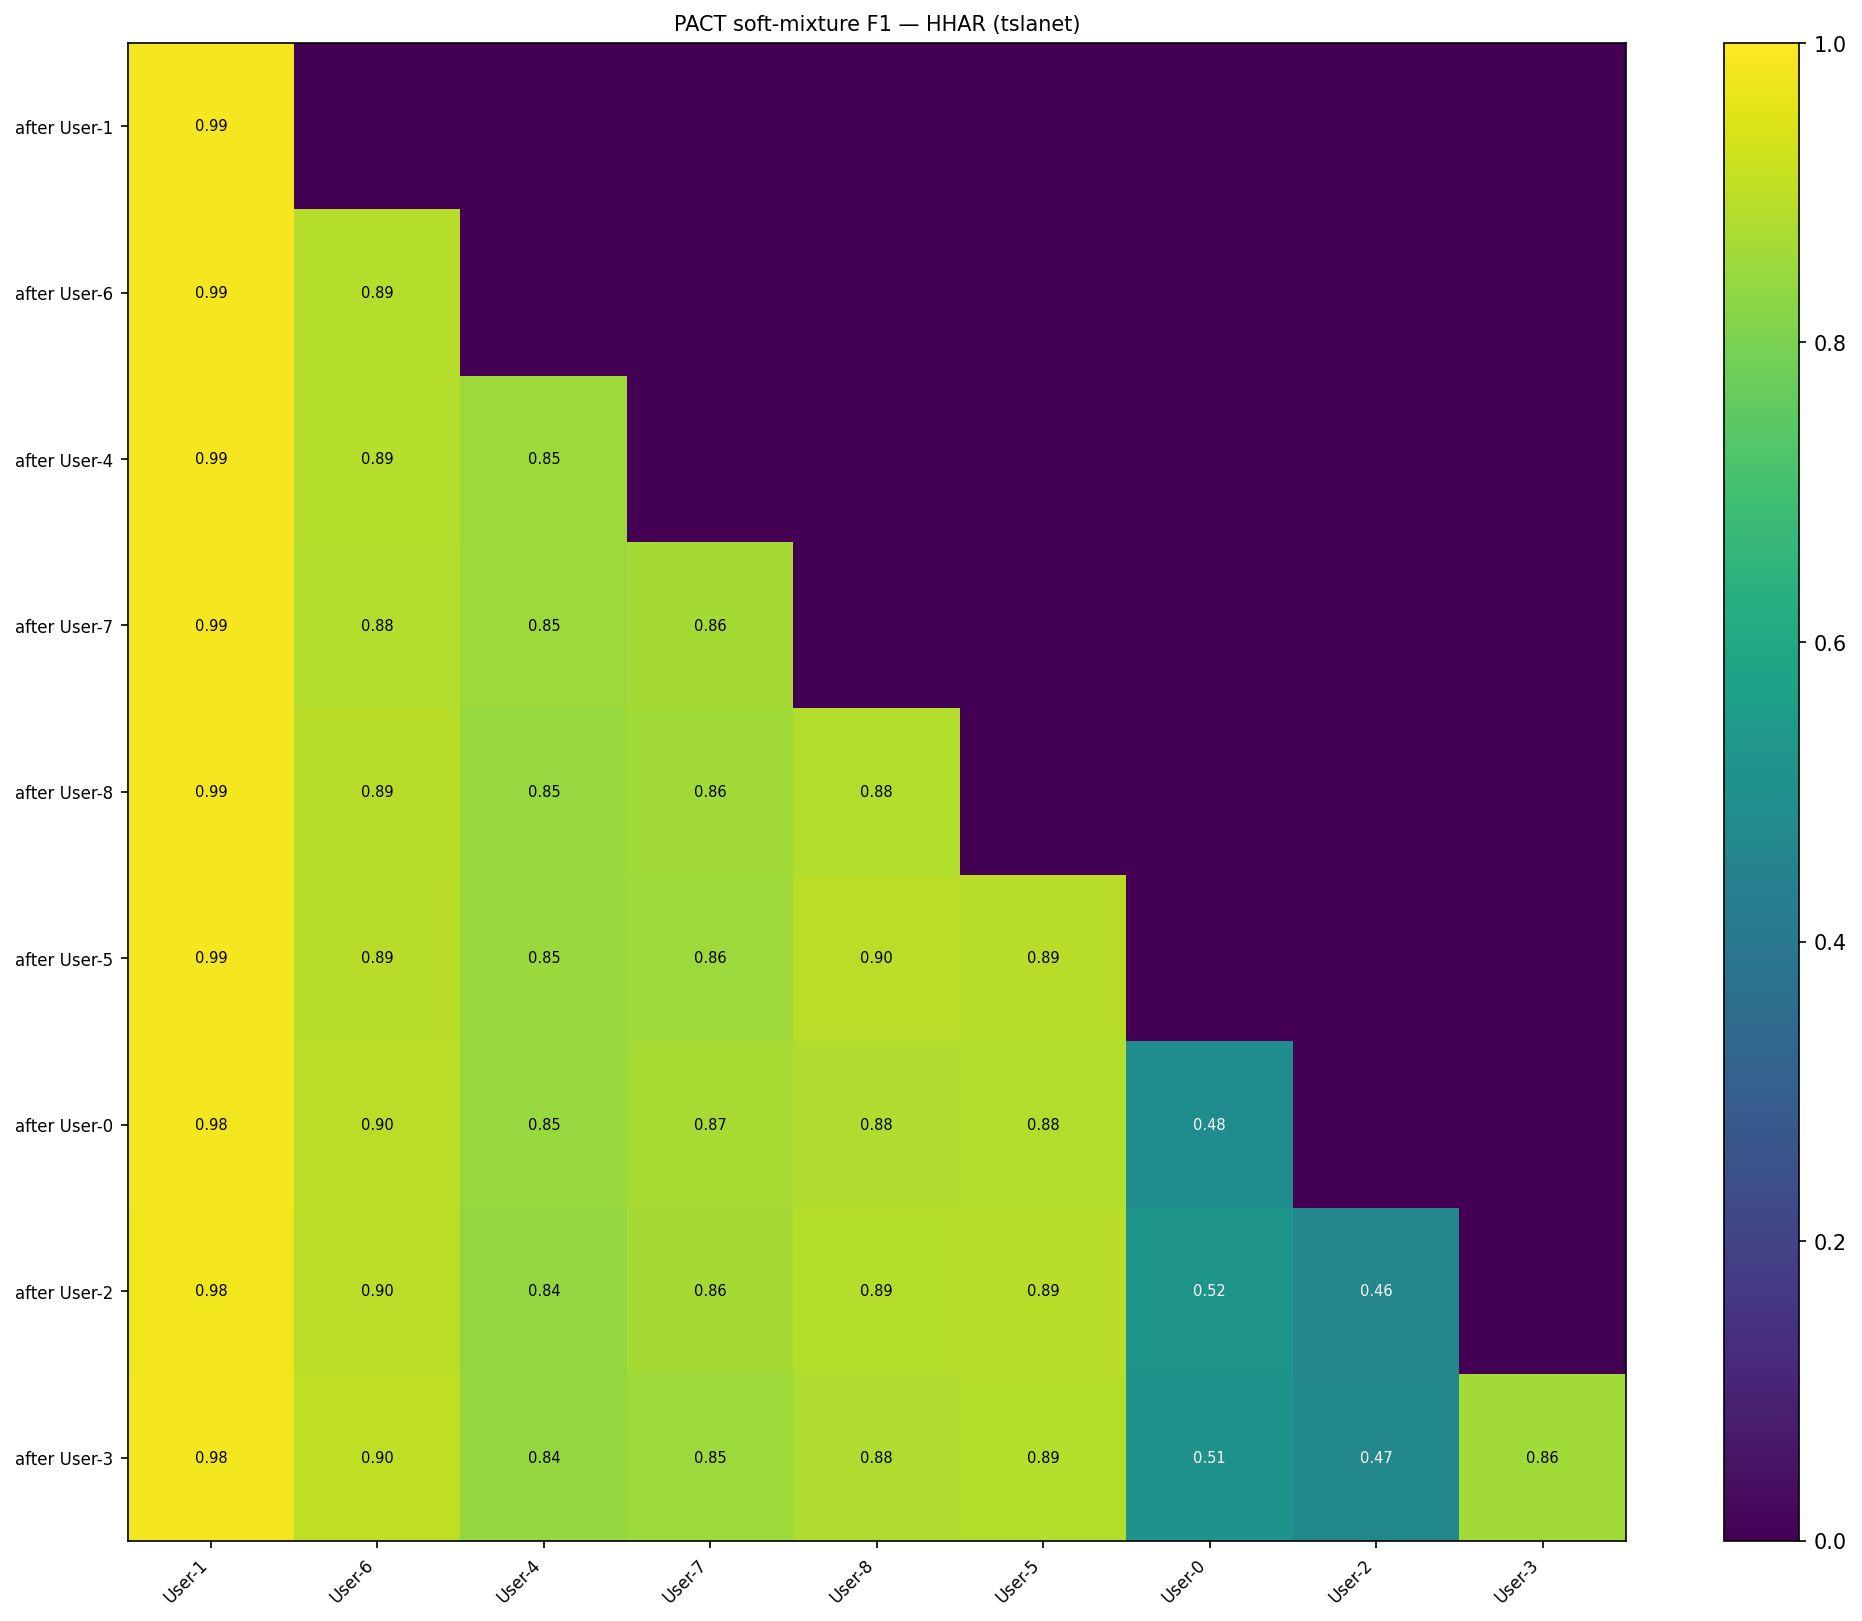 PACT soft-mixture F1 — HHAR (tslanet)
1.0
after User-1 0.99
after User-6 0.99 0.89
0.8
after User-4 0.99 0.89 0.85
after User-7 0.99 0.88 0.85 0.86
0.6
after User-8 0.99 0.89 0.85 0.86 0.88
0.4
after User-5 0.99 0.89 0.85 0.86 0.90 0.89
after User-0 0.98 0.90 0.85 0.87 0.88 0.88 0.48
0.2
after User-2 0.98 0.90 0.84 0.86 0.89 0.89 0.52 0.46
after User-3 0.98 0.90 0.84 0.85 0.88 0.89 0.51 0.47 0.86
0.0
User-1 User-6 User-4 User-7 User-8 User-5 User-0 User-2 User-3